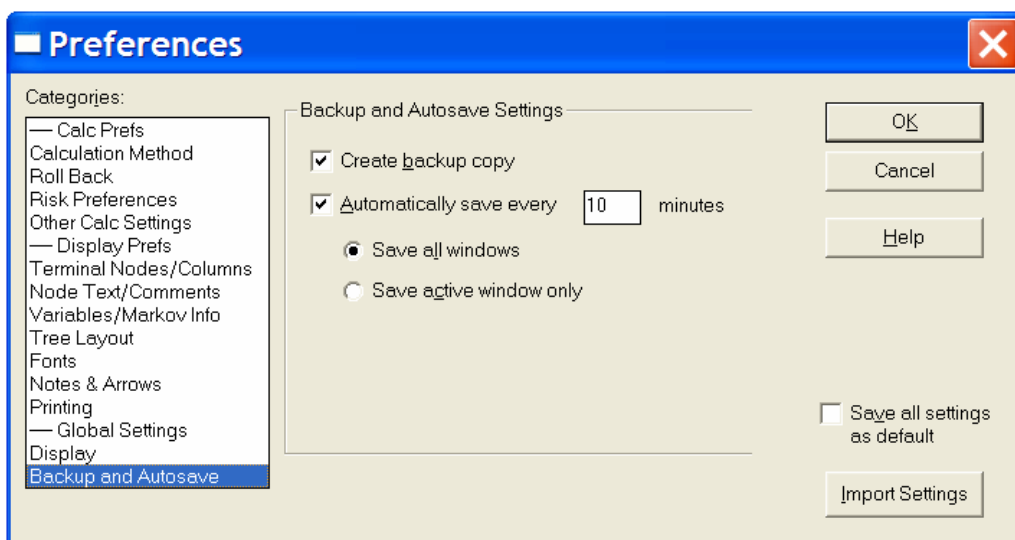 Preferences
Categories:
— Calc Prefs
Calculation Method
Roll Back
Risk Preferences
Other Calc Settings
— Display Prefs
Terminal Nodes/Columns
Node Text/Comments
Variables/Markov Info
Tree Layout
Fonts
Notes & Arrows
Printing
— Global Settings
Display
Backup and Autosave
Backup and Autosave Settings
Create backup copy
Automatically save every 10 minutes
Save all windows
Save active window only
OK
Cancel
Help
Save all settings
as default
Import Settings